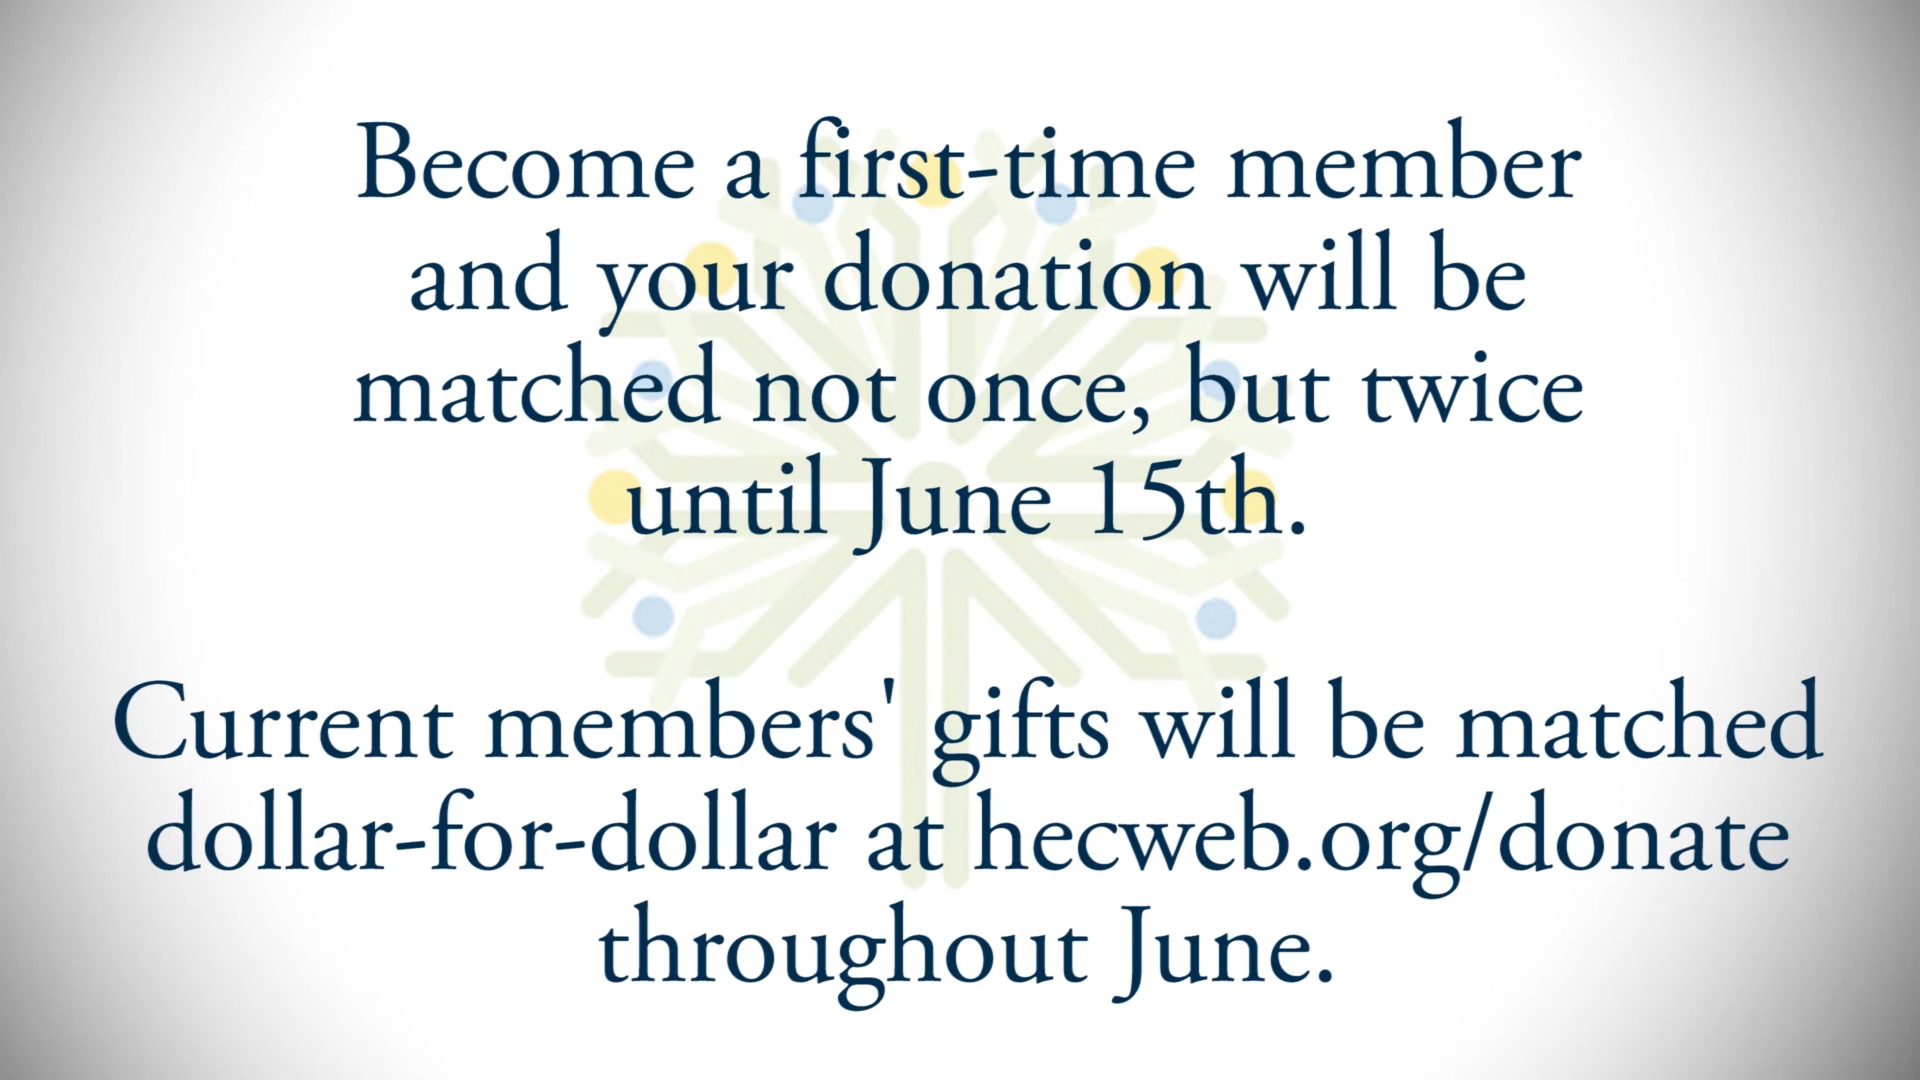 Become a first-time member
and your donation will be
matched not once, but twice
until June 15th.
Current members' gifts will be matched
dollar-for-dollar at hecweb.org/donate
throughout June.